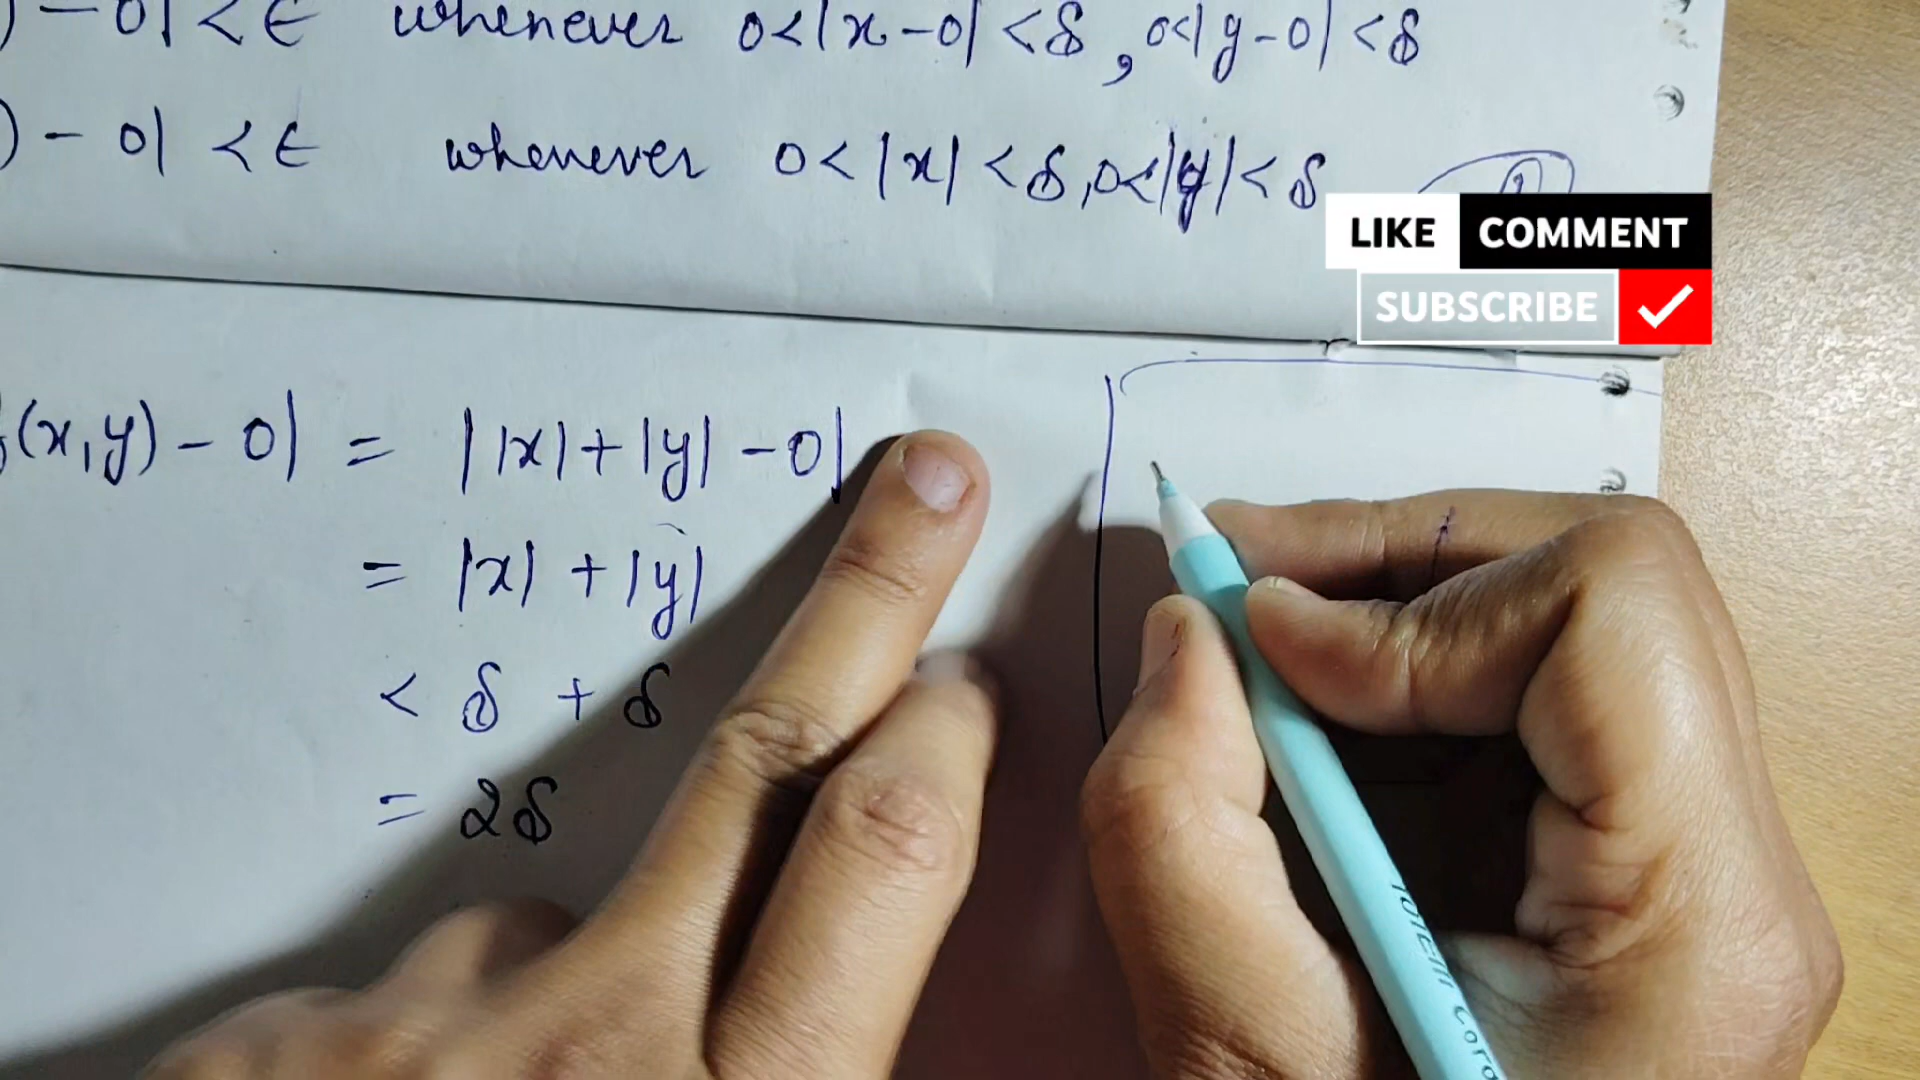 ) - 0| < ϵ whenever 0<|x-0| < δ, 0<|y-0| < δ
) - 0| < ϵ whenever 0 < |x| < δ, 0<|y| < δ
LIKE COMMENT
SUBSCRIBE
(x,y) - 0| = ||x|+|y| -0|
= |x| + |y|
< δ + δ
= 2δ